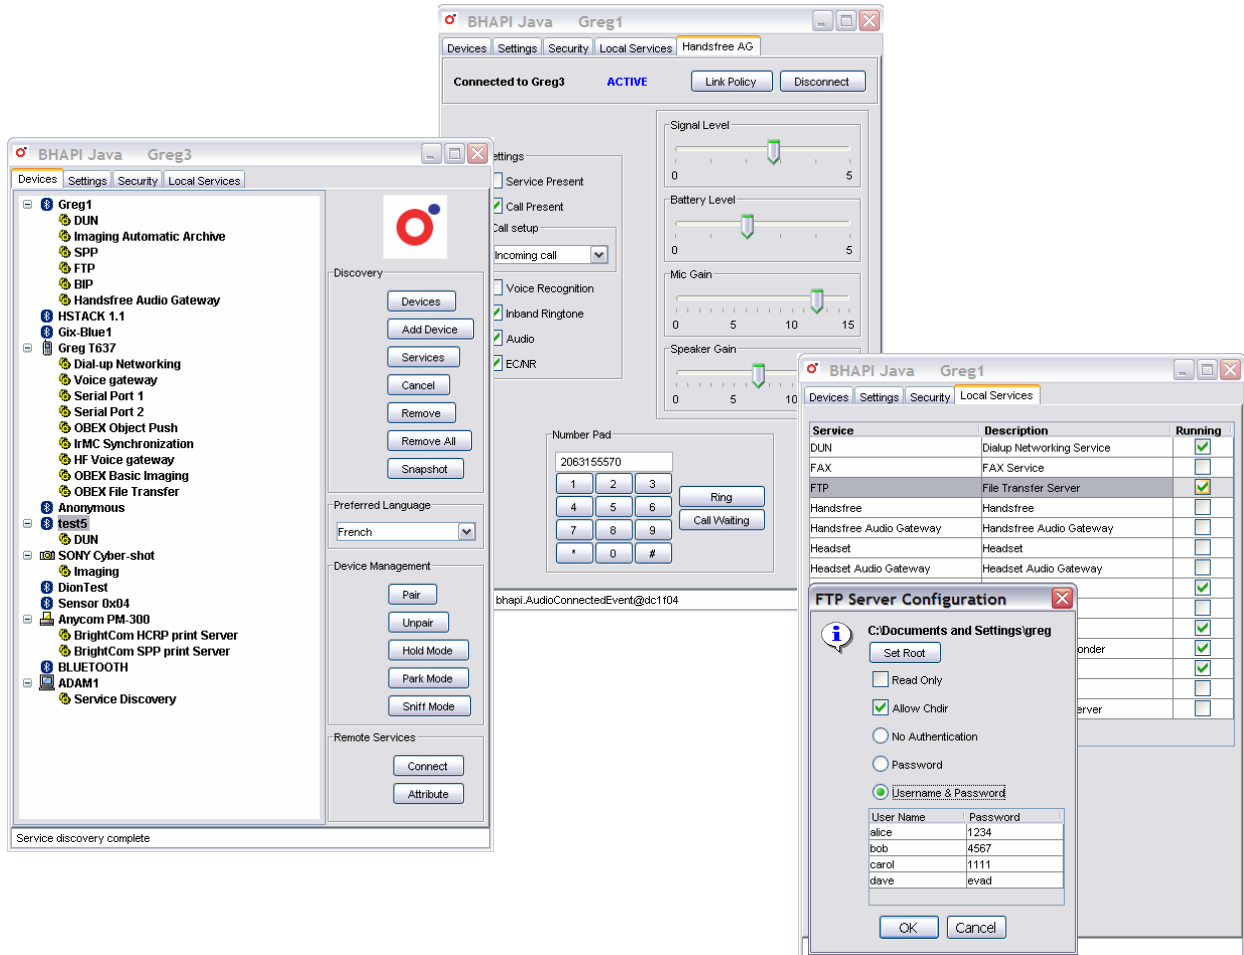 BHAPI Java Greg1
Devices Settings Security Local Services Handsfree AG
Connected to Greg3 ACTIVE Link Policy Disconnect
ettings
Service Present
Call Present
Call setup
Incoming call
Voice Recognition
Inband Ringtone
Audio
EC/NR
Signal Level
0 5
Battery Level
0 5
Mic Gain
0 5 10 15
Speaker Gain
0 5 10
Number Pad
2063155570
1 2 3
4 5 6
7 8 9
* 0 #
Ring
Call Waiting
bhapi.AudioConnectedEvent@dc1f04
BHAPI Java Greg3
Devices Settings Security Local Services
Greg1
DUN
Imaging Automatic Archive
SPP
FTP
BIP
Handsfree Audio Gateway
HSTACK 1.1
Gix-Blue1
Greg T637
Dial-up Networking
Voice gateway
Serial Port 1
Serial Port 2
OBEX Object Push
IrMC Synchronization
HF Voice gateway
OBEX Basic Imaging
OBEX File Transfer
Anonymous
test5
DUN
SONY Cyber-shot
Imaging
DionTest
Sensor 0x04
Anycom PM-300
BrightCom HCRP print Server
BrightCom SPP print Server
BLUETOOTH
ADAM1
Service Discovery
Discovery
Devices
Add Device
Services
Cancel
Remove
Remove All
Snapshot
Preferred Language
French
Device Management
Pair
Unpair
Hold Mode
Park Mode
Sniff Mode
Remote Services
Connect
Attribute
Service discovery complete
BHAPI Java Greg1
Devices Settings Security Local Services
Service Description Running
DUN Dialup Networking Service
FAX FAX Service
FTP File Transfer Server
Handsfree Handsfree
Handsfree Audio Gateway Handsfree Audio Gateway
Headset Headset
Headset Audio Gateway Headset Audio Gateway
onder
erver
FTP Server Configuration
C:\Documents and Settings\greg
Set Root
Read Only
Allow Chdir
No Authentication
Password
Username & Password
User Name Password
alice 1234
bob 4567
carol 1111
dave evad
OK Cancel